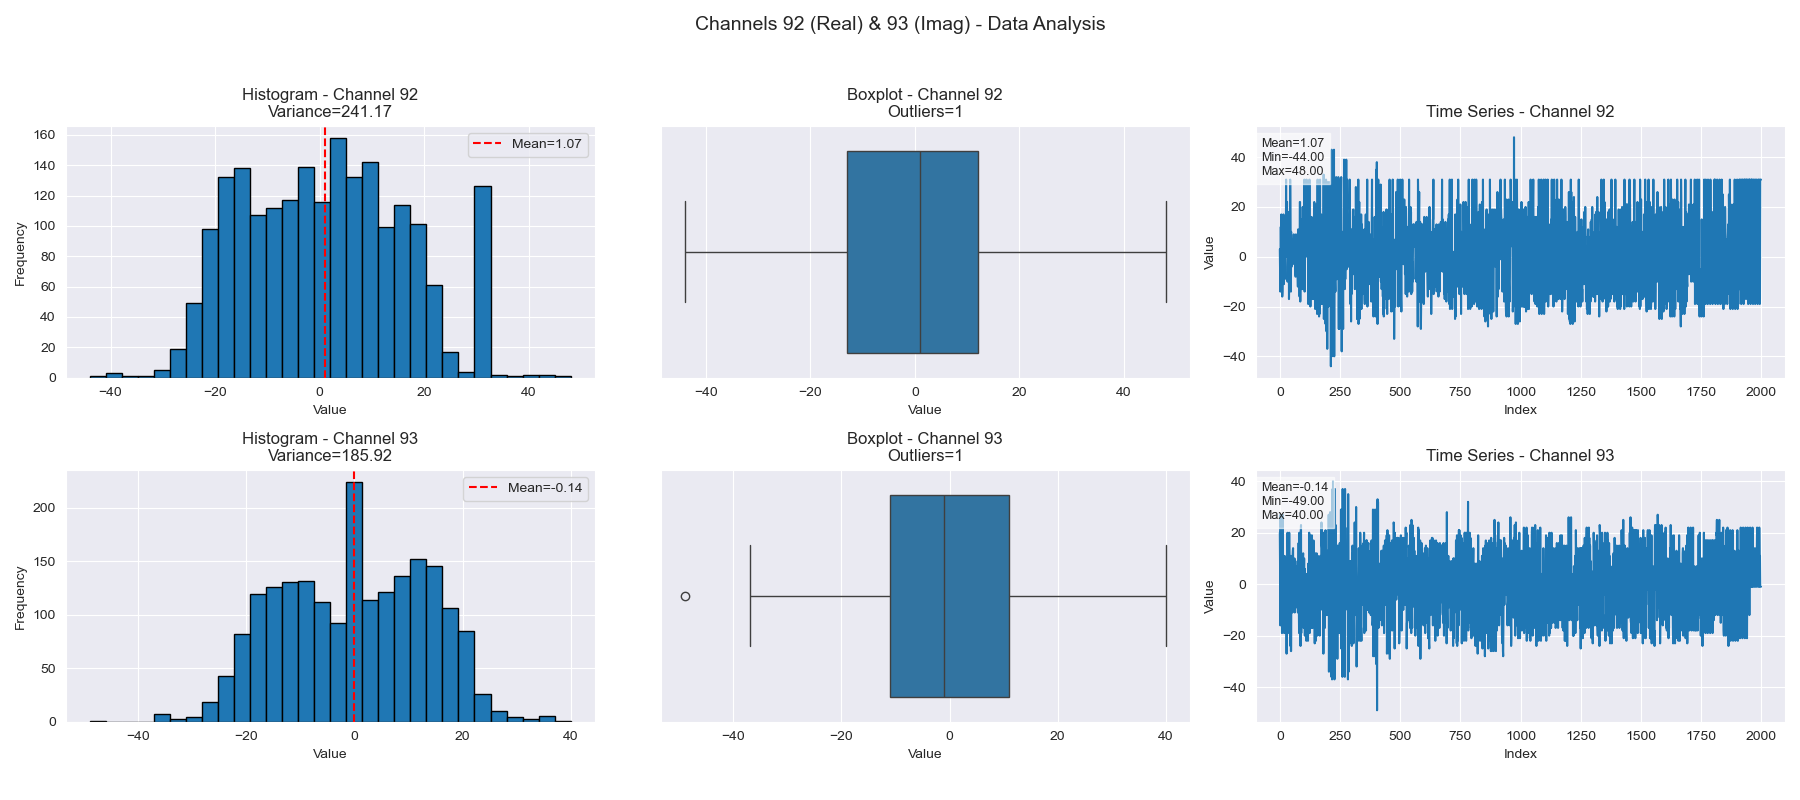 Channels 92 (Real) & 93 (Imag) - Data Analysis
Histogram - Channel 92
Variance=241.17
Mean=1.07
Frequency
160
140
120
100
80
60
40
20
0
−40 −20 0 20 40
Value
Boxplot - Channel 92
Outliers=1
−40 −20 0 20 40
Value
Time Series - Channel 92
Mean=1.07
Min=-44.00
Max=48.00
Value
40
20
0
−20
−40
0 250 500 750 1000 1250 1500 1750 2000
Index
Histogram - Channel 93
Variance=185.92
Mean=-0.14
Frequency
200
150
100
50
0
−40 −20 0 20 40
Value
Boxplot - Channel 93
Outliers=1
−40 −20 0 20 40
Value
Time Series - Channel 93
Mean=-0.14
Min=-49.00
Max=40.00
Value
40
20
0
−20
−40
0 250 500 750 1000 1250 1500 1750 2000
Index